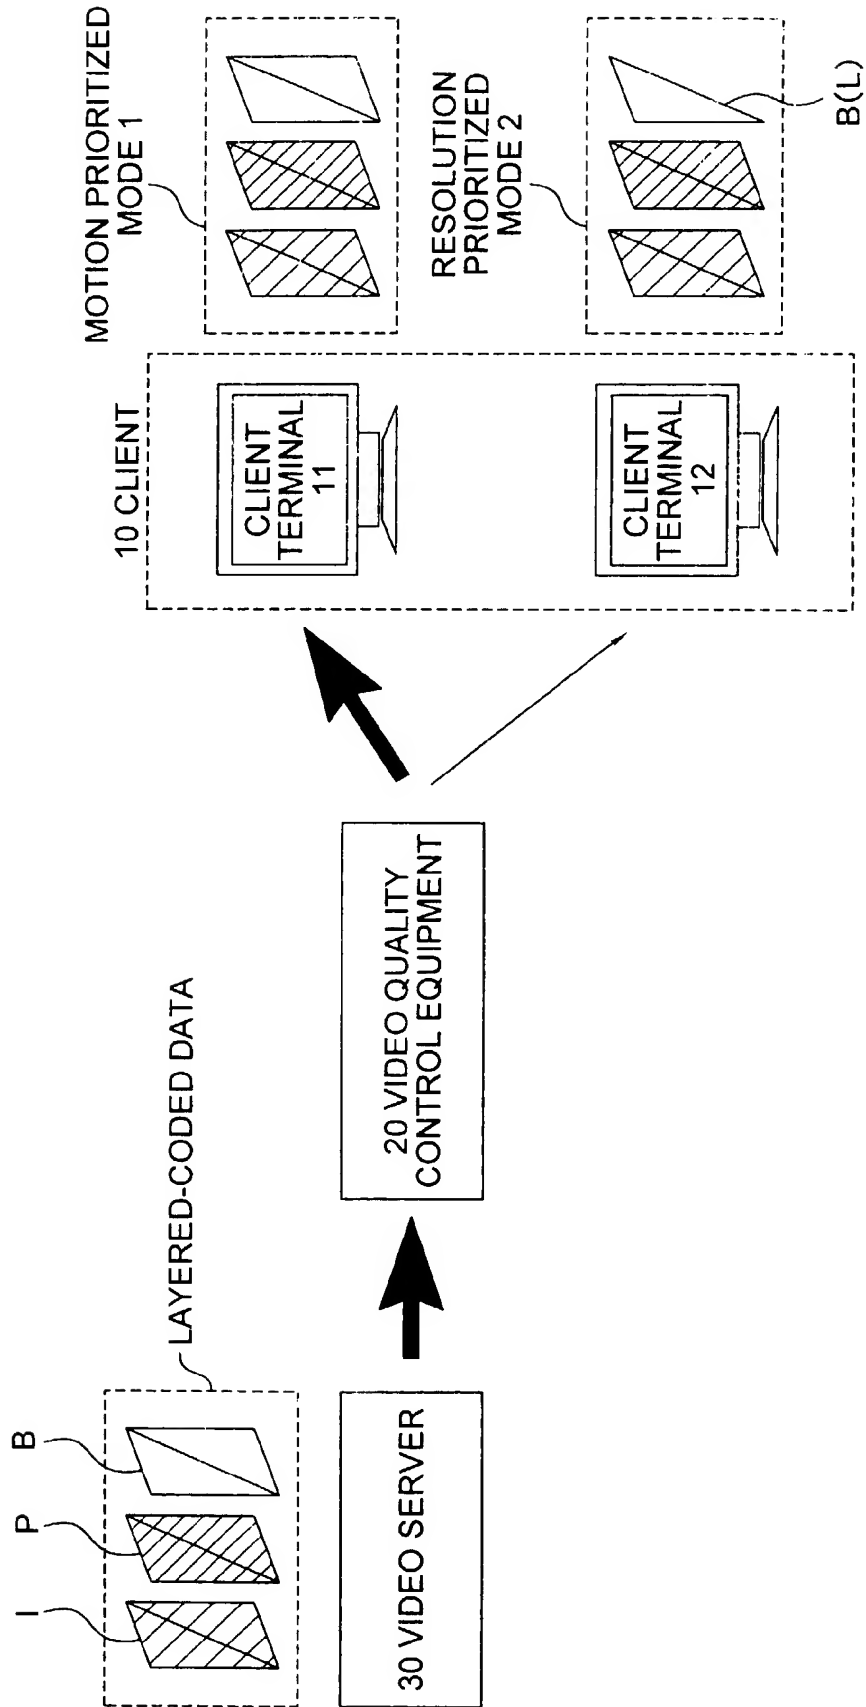 I
P
B
LAYERED-CODED DATA
30 VIDEO SERVER
20 VIDEO QUALITY
CONTROL EQUIPMENT
10 CLIENT
CLIENT
TERMINAL
11
CLIENT
TERMINAL
12
MOTION PRIORITIZED
MODE 1
RESOLUTION
PRIORITIZED
MODE 2
B(L)